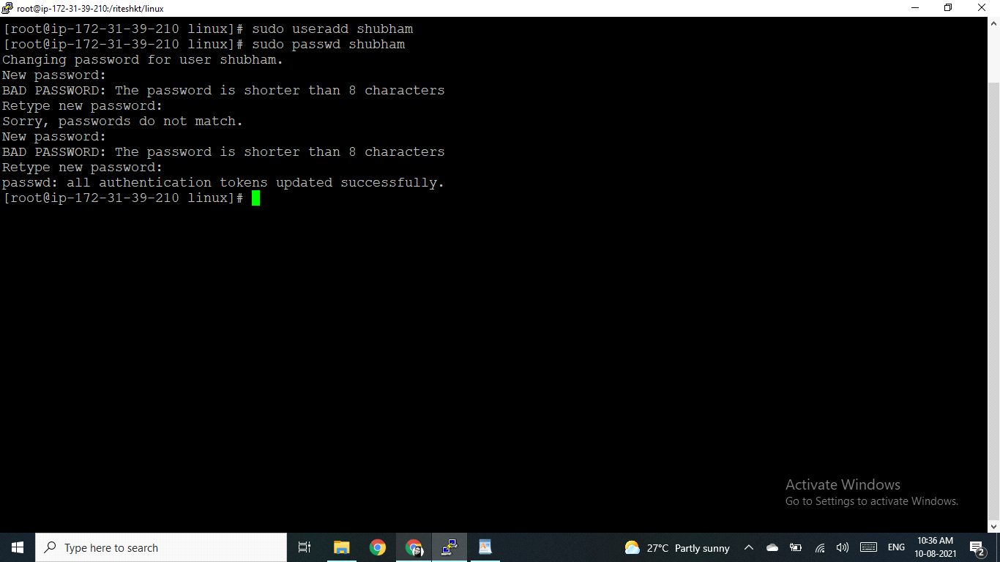 root@ip-172-31-39-210:/riteshkt/linux
[root@ip-172-31-39-210 linux]# sudo useradd shubham
[root@ip-172-31-39-210 linux]# sudo passwd shubham
Changing password for user shubham.
New password:
BAD PASSWORD: The password is shorter than 8 characters
Retype new password:
Sorry, passwords do not match.
New password:
BAD PASSWORD: The password is shorter than 8 characters
Retype new password:
passwd: all authentication tokens updated successfully.
[root@ip-172-31-39-210 linux]#
Activate Windows
Go to Settings to activate Windows.
Type here to search
27°C Partly sunny
ENG
10:36 AM
10-08-2021
2